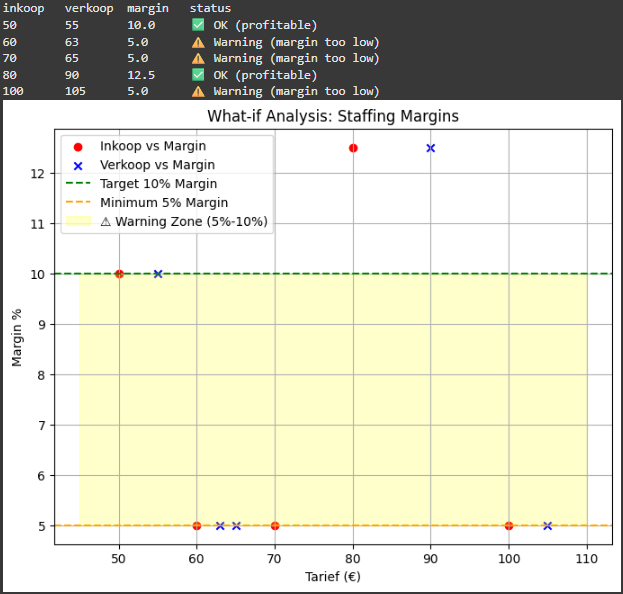 inkoop verkoop margin status
50 55 10.0 ✅ OK (profitable)
60 63 5.0 ⚠️ Warning (margin too low)
70 65 5.0 ⚠️ Warning (margin too low)
80 90 12.5 ✅ OK (profitable)
100 105 5.0 ⚠️ Warning (margin too low)
What-if Analysis: Staffing Margins
Inkoop vs Margin
Verkoop vs Margin
Target 10% Margin
Minimum 5% Margin
⚠ Warning Zone (5%-10%)
12
11
10
9
8
7
6
5
Margin %
50 60 70 80 90 100 110
Tarief (€)